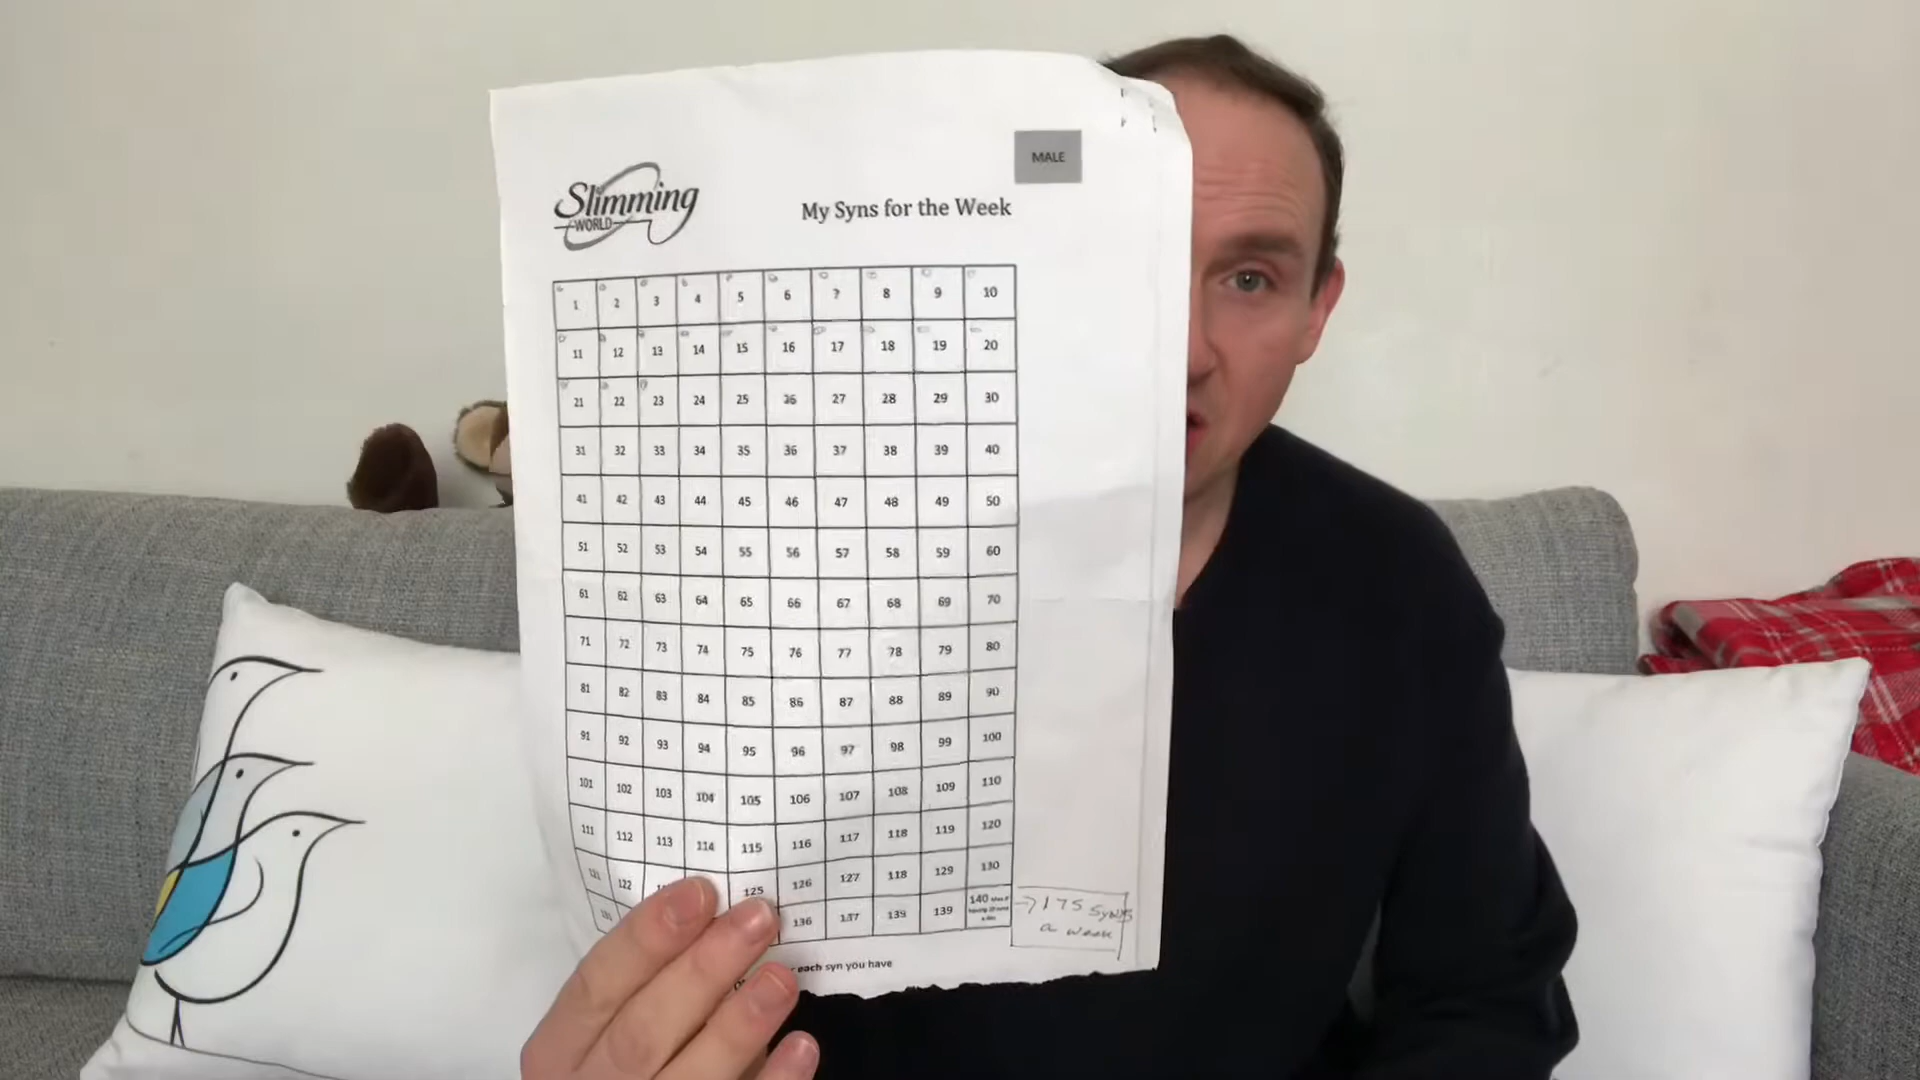 MALE
Slimming
WORLD
My Syns for the Week
1 2 3 4 5 6 7 8 9 10
11 12 13 14 15 16 17 18 19 20
21 22 23 24 25 26 27 28 29 30
31 32 33 34 35 36 37 38 39 40
41 42 43 44 45 46 47 48 49 50
51 52 53 54 55 56 57 58 59 60
61 62 63 64 65 66 67 68 69 70
71 72 73 74 75 76 77 78 79 80
81 82 83 84 85 86 87 88 89 90
91 92 93 94 95 96 97 98 99 100
101 102 103 104 105 106 107 108 109 110
111 112 113 114 115 116 117 118 119 120
121 122 125 126 127 118 129 130
131 136 137 139 139 140
→ 175 syns
a week
each syn you have